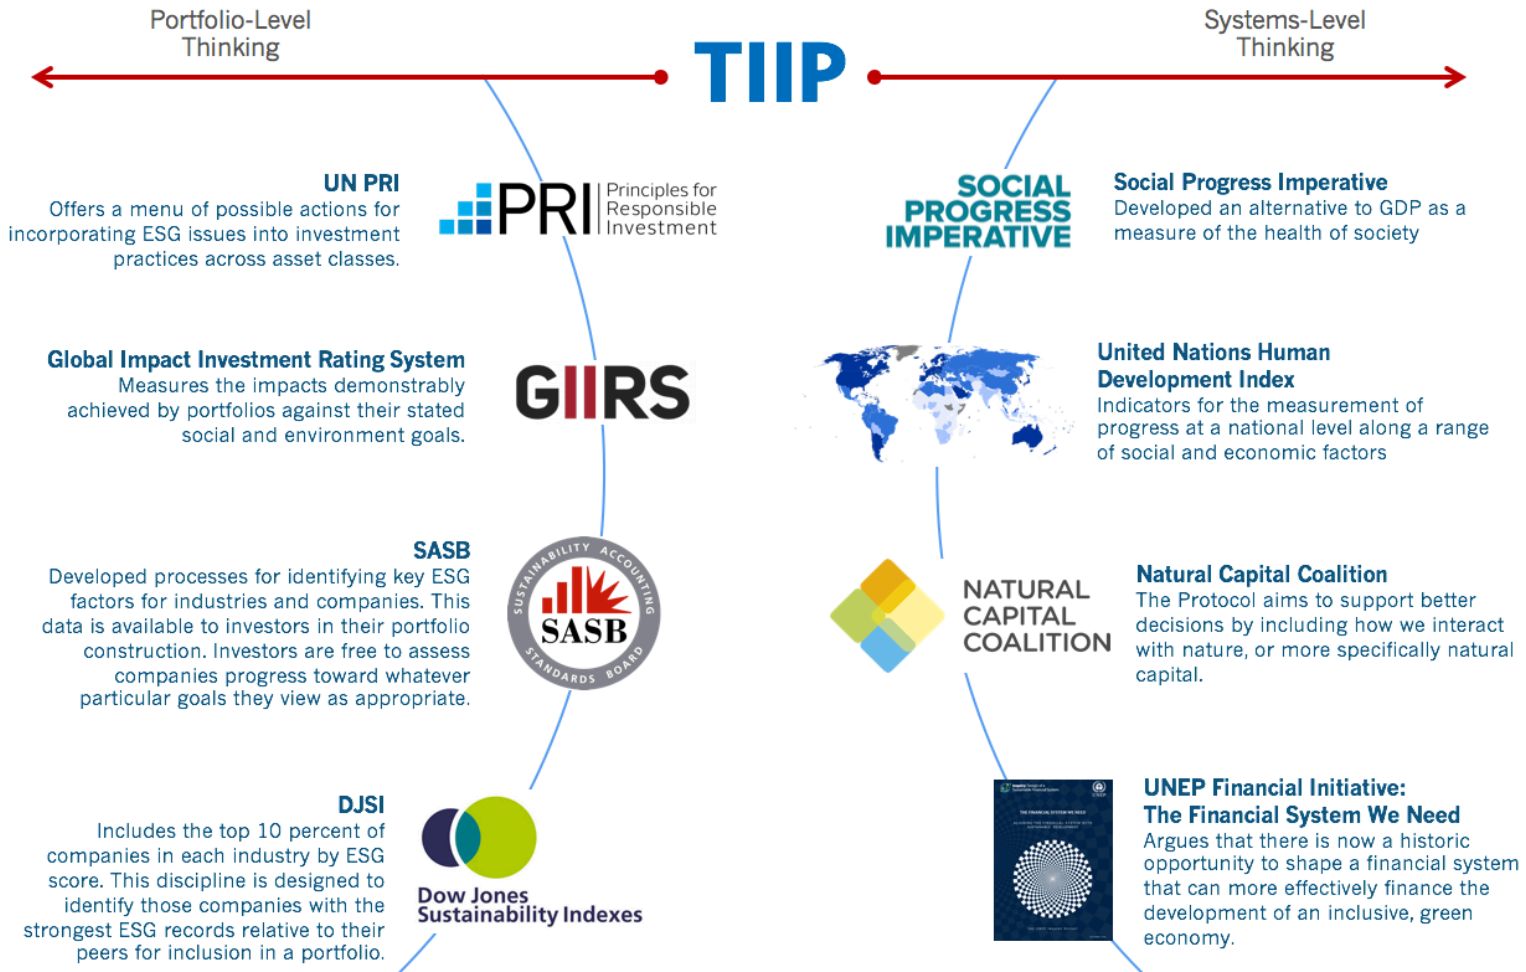 Portfolio-Level
Thinking
TIIP
Systems-Level
Thinking
UN PRI
Offers a menu of possible actions for
incorporating ESG issues into investment
practices across asset classes.
PRI
Principles for
Responsible
Investment
SOCIAL
PROGRESS
IMPERATIVE
Social Progress Imperative
Developed an alternative to GDP as a
measure of the health of society
Global Impact Investment Rating System
Measures the impacts demonstrably
achieved by portfolios against their stated
social and environment goals.
GIIRS
United Nations Human
Development Index
Indicators for the measurement of
progress at a national level along a range
of social and economic factors
SASB
Developed processes for identifying key ESG
factors for industries and companies. This
data is available to investors in their portfolio
construction. Investors are free to assess
companies progress toward whatever
particular goals they view as appropriate.
SUSTAINABILITY ACCOUNTING
SASB
STANDARDS BOARD
NATURAL
CAPITAL
COALITION
Natural Capital Coalition
The Protocol aims to support better
decisions by including how we interact
with nature, or more specifically natural
capital.
DJSI
Includes the top 10 percent of
companies in each industry by ESG
score. This discipline is designed to
identify those companies with the
strongest ESG records relative to their
peers for inclusion in a portfolio.
Dow Jones
Sustainability Indexes
UNEP
THE FINANCIAL SYSTEM WE NEED
UNEP Financial Initiative:
The Financial System We Need
Argues that there is now a historic
opportunity to shape a financial system
that can more effectively finance the
development of an inclusive, green
economy.